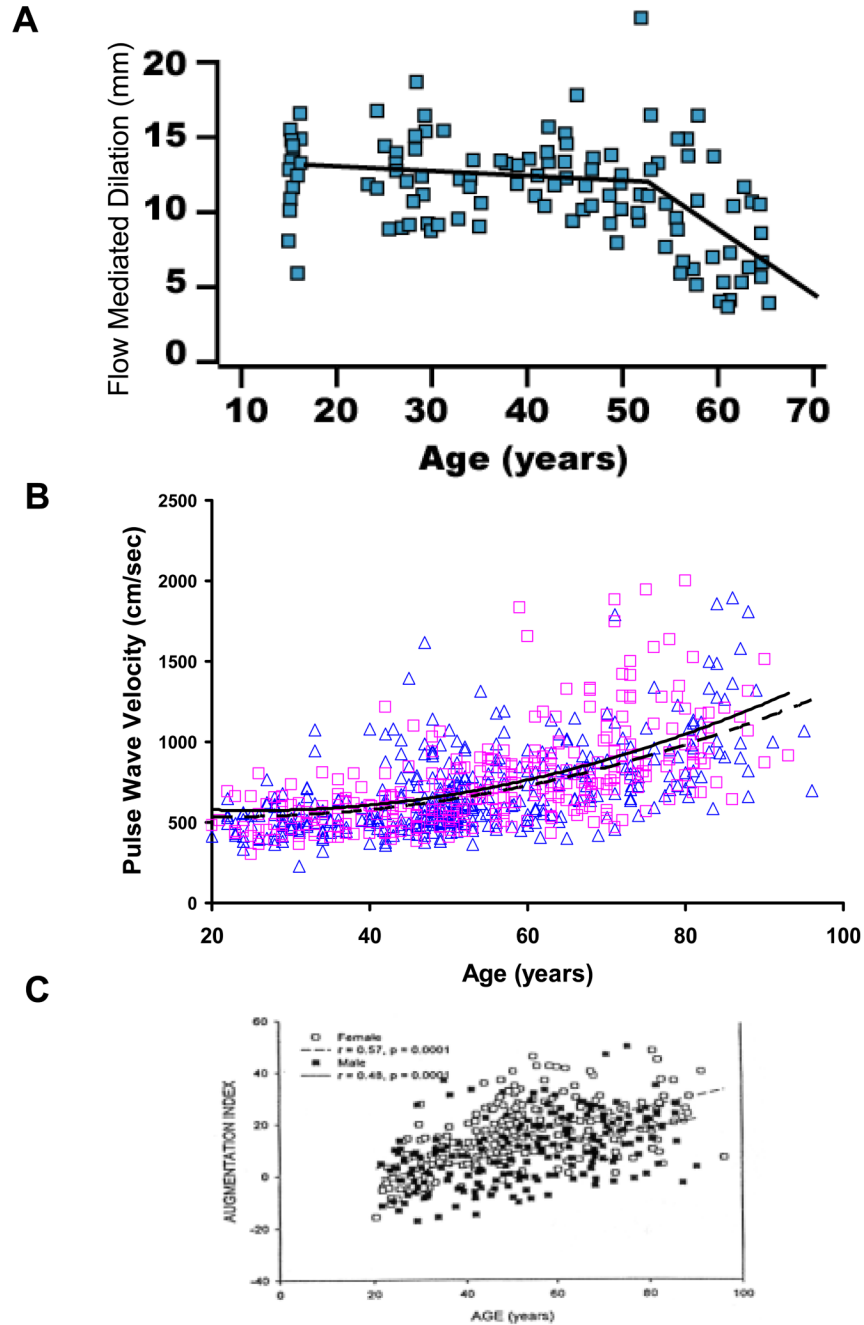 A
Flow Mediated Dilation (mm)
20
15
10
5
0
10 20 30 40 50 60 70
Age (years)
B
Pulse Wave Velocity (cm/sec)
2500
2000
1500
1000
500
0
20 40 60 80 100
Age (years)
C
AUGMENTATION INDEX
60
40
20
0
-20
-40
Female
r = 0.57, p = 0.0001
Male
r = 0.48, p = 0.0001
0 20 40 60 80 100
AGE (years)